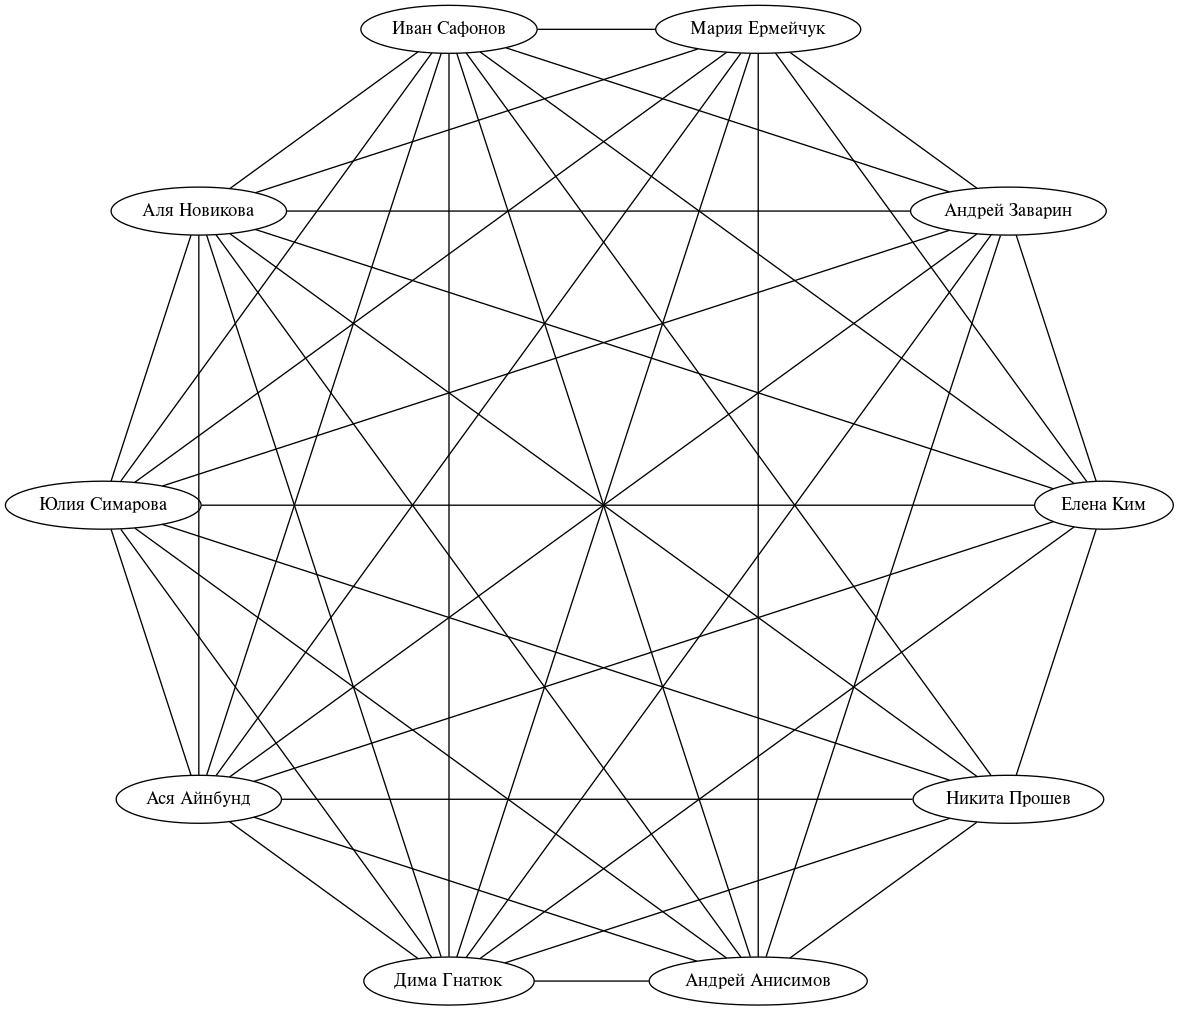 Иван Сафонов
Мария Ермейчук
Аля Новикова
Андрей Заварин
Юлия Симарова
Елена Ким
Ася Айнбунд
Никита Прошев
Дима Гнатюк
Андрей Анисимов